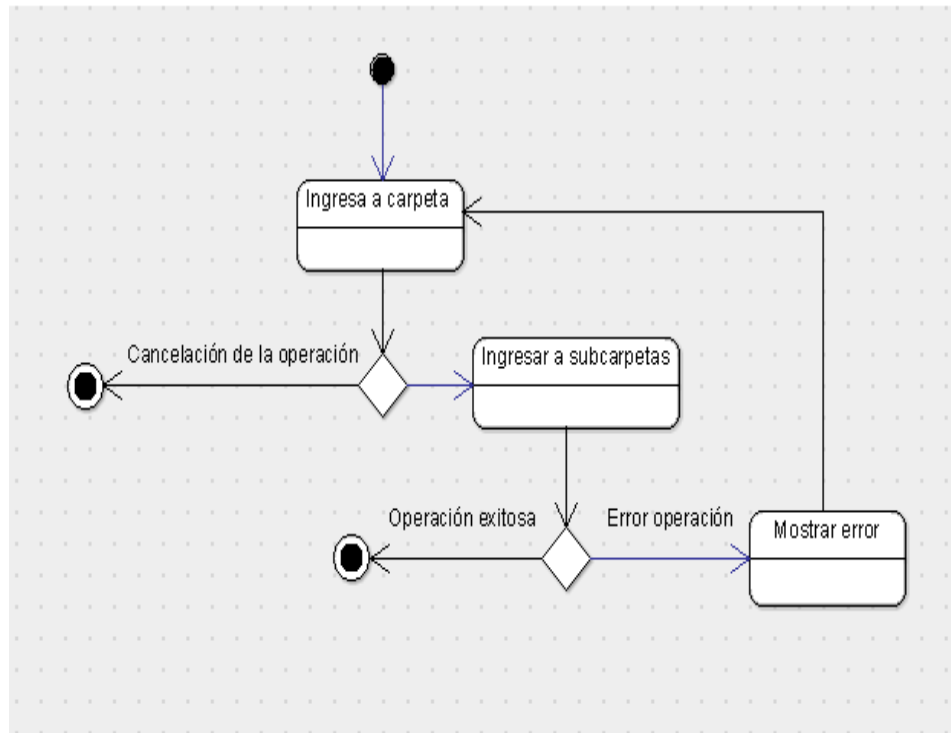 Ingresa a carpeta
Cancelación de la operación
Ingresar a subcarpetas
Operación exitosa
Error operación
Mostrar error